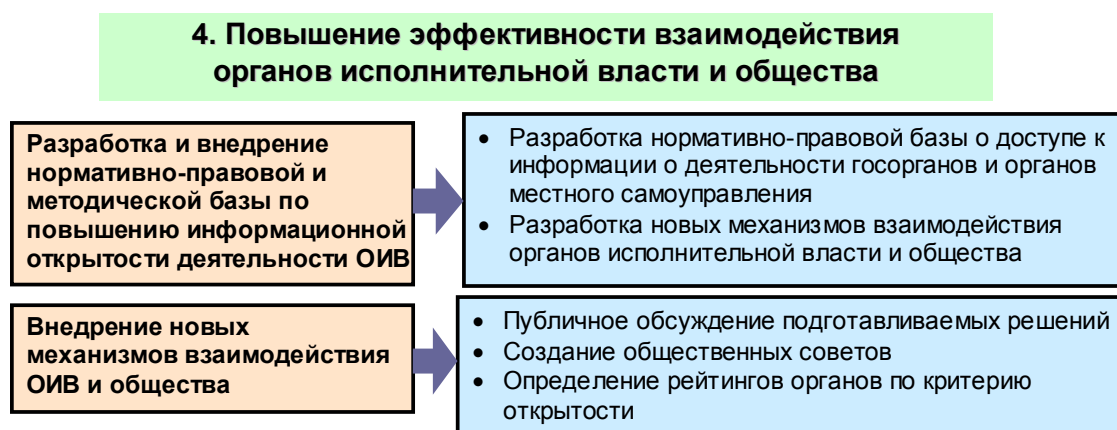 4. Повышение эффективности взаимодействия
органов исполнительной власти и общества
Разработка и внедрение
нормативно-правовой и
методической базы по
повышению информационной
открытости деятельности ОИВ
• Разработка нормативно-правовой базы о доступе к
информации о деятельности госорганов и органов
местного самоуправления
• Разработка новых механизмов взаимодействия
органов исполнительной власти и общества
Внедрение новых
механизмов взаимодействия
ОИВ и общества
• Публичное обсуждение подготавливаемых решений
• Создание общественных советов
• Определение рейтингов органов по критерию
открытости